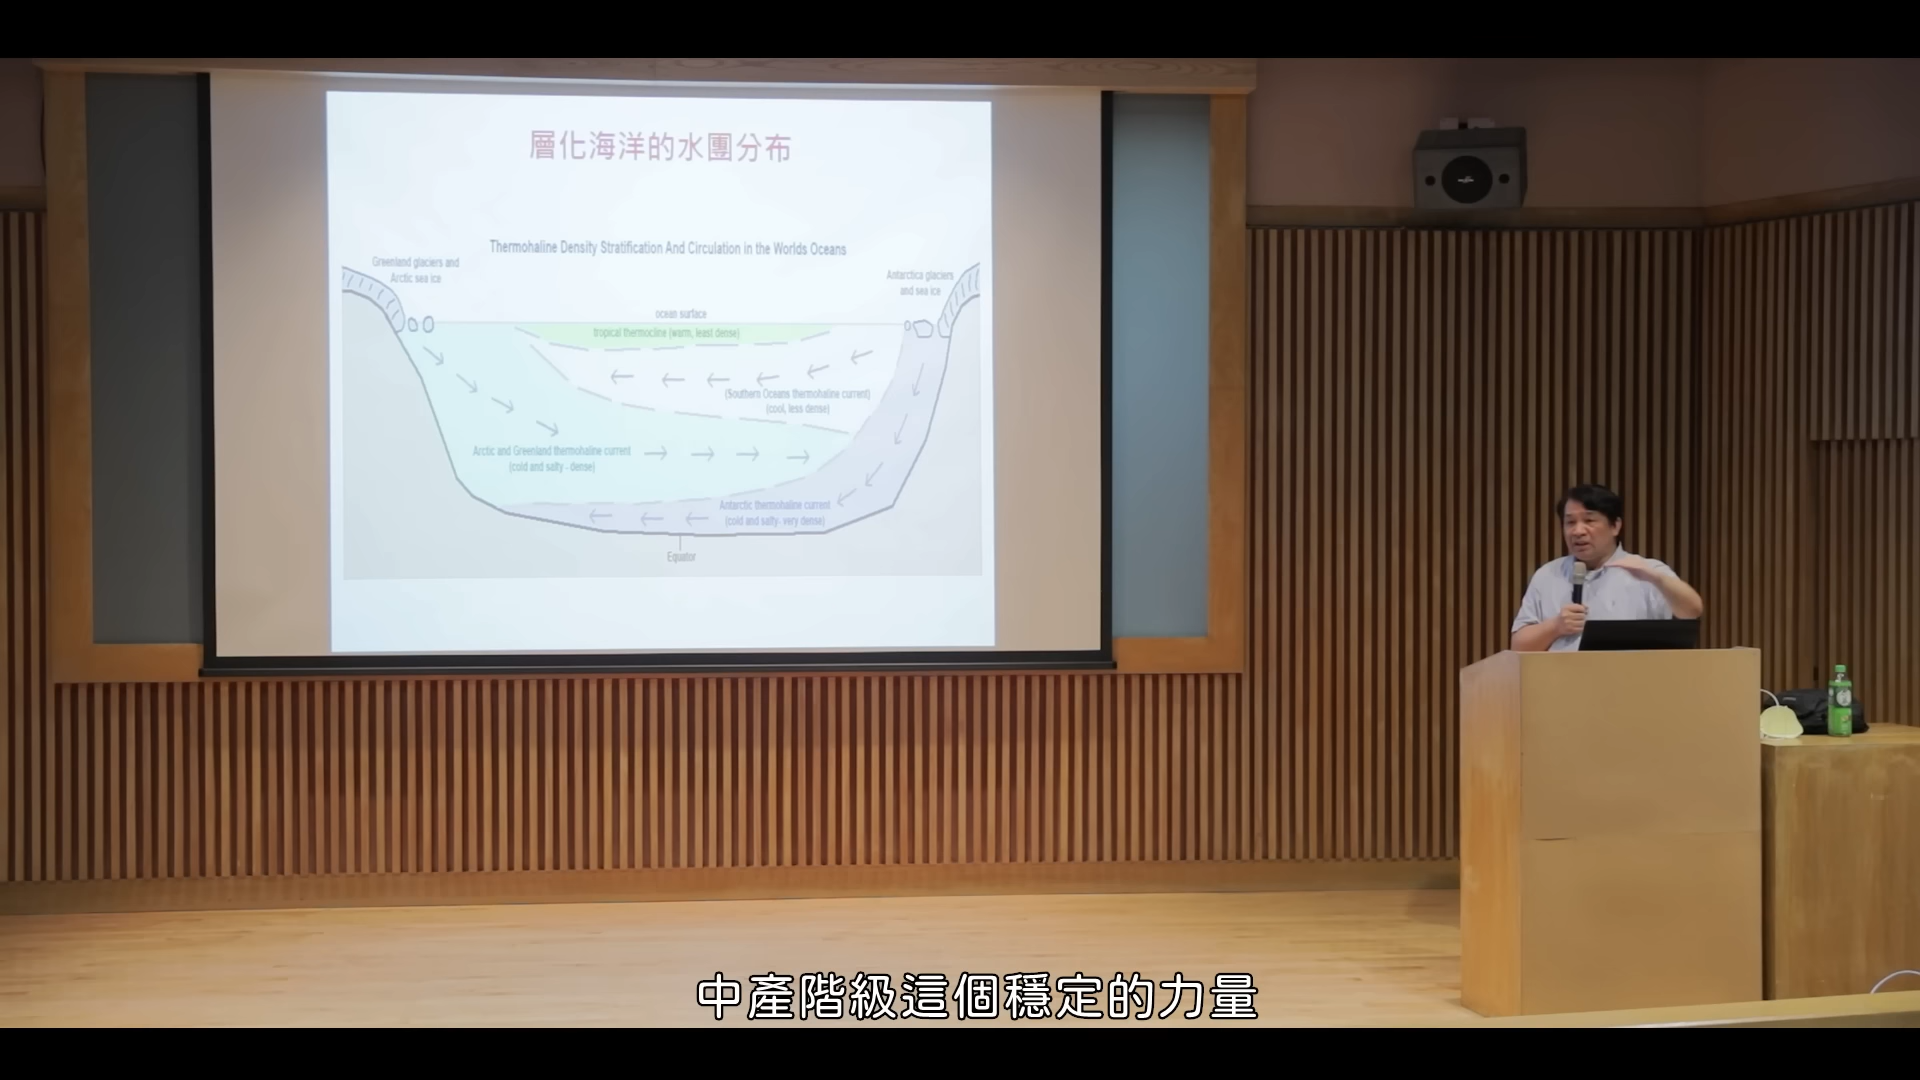 層化海洋的水團分布
Thermohaline Density Stratification And Circulation in the Worlds Oceans
Greenland glaciers and
Arctic sea ice
Antarctica glaciers
and sea ice
ocean surface
tropical thermocline (warm, least dense)
(Southern Oceans thermohaline current)
(cool, less dense)
Arctic and Greenland thermohaline current
(cold and salty - dense)
Antarctic thermohaline current
(cold and salty- very dense)
Equator
中產階級這個穩定的力量